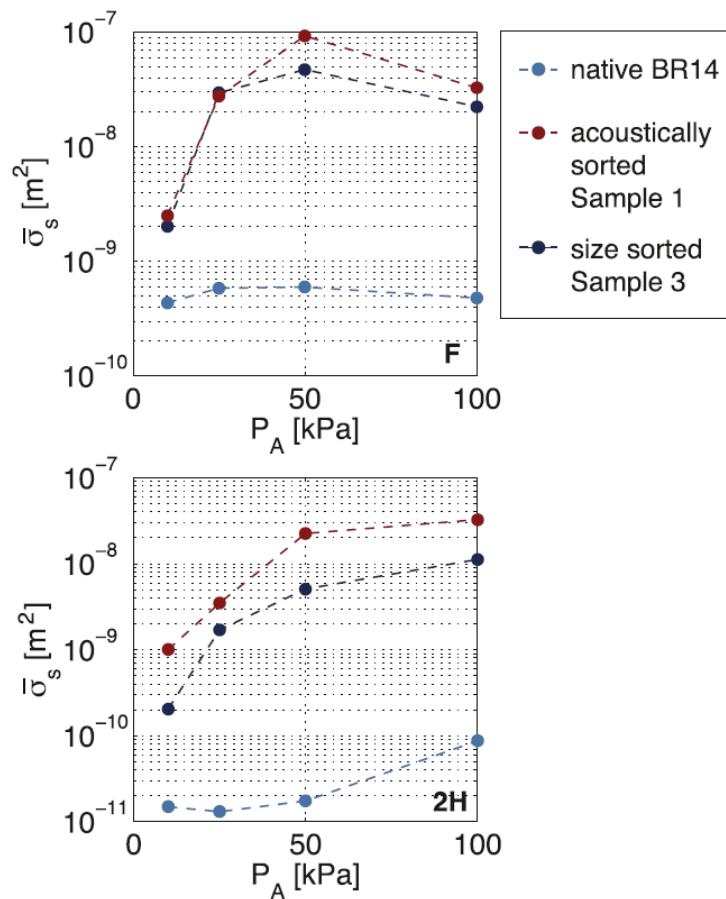 10⁻⁷
10⁻⁸
10⁻⁹
10⁻¹⁰
σ̄ₛ [m²]
0
50
100
P_A [kPa]
F
native BR14
acoustically
sorted
Sample 1
size sorted
Sample 3
10⁻⁷
10⁻⁸
10⁻⁹
10⁻¹⁰
10⁻¹¹
σ̄ₛ [m²]
0
50
100
P_A [kPa]
2H